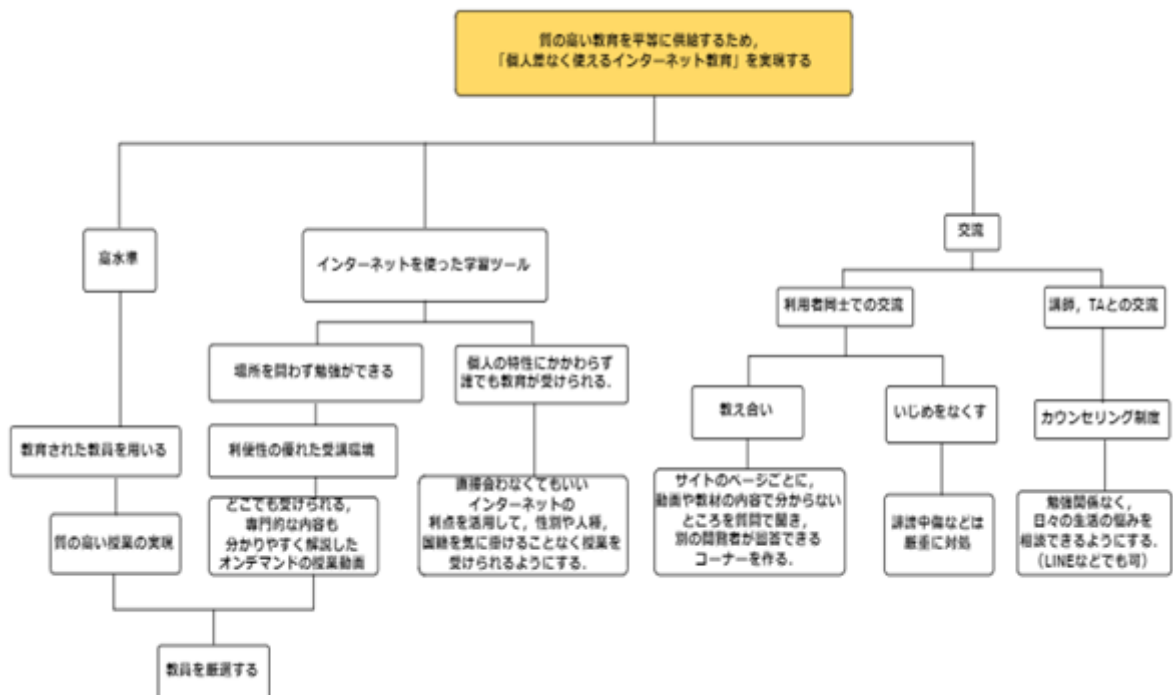 質の高い教育を平等に供給するため，
「個人差なく使えるインターネット教育」を実現する
高水準
インターネットを使った学習ツール
交流
利用者同士での交流
講師，TAとの交流
場所を問わず勉強ができる
個人の特性にかかわらず
誰でも教育が受けられる．
教え合い
いじめをなくす
カウンセリング制度
教育された教員を用いる
利便性の優れた受講環境
質の高い授業の実現
どこでも受けられる，
専門的な内容も
分かりやすく解説した
オンデマンドの授業動画
直接会わなくてもいい
インターネットの
利点を活用して，性別や人種，
国籍を気に掛けることなく授業を
受けられるようにする．
サイトのページごとに，
動画や教材の内容で分からない
ところを質問で聞き，
別の閲覧者が回答できる
コーナーを作る．
誹謗中傷などは
厳重に対処
勉強関係なく，
日々の生活の悩みを
相談できるようにする．
（LINEなどでも可）
教員を厳選する